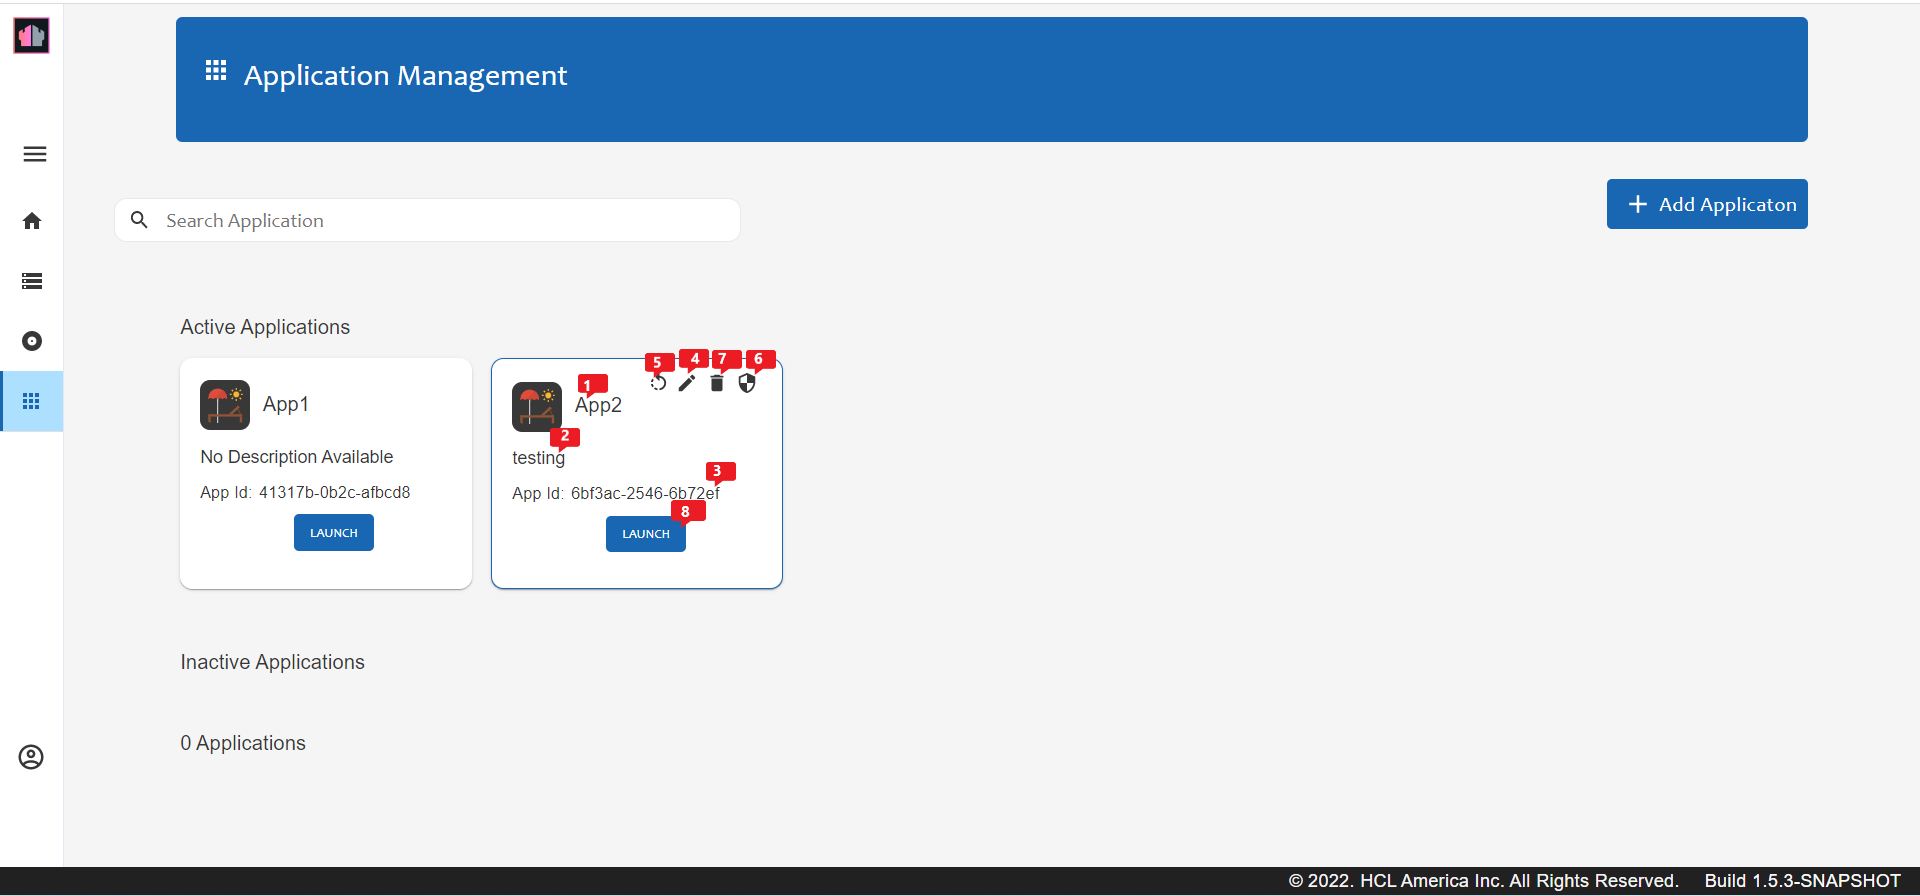 Application Management
Search Application
Add Applicaton
Active Applications
App1
No Description Available
App Id: 41317b-0b2c-afbcd8
LAUNCH
5 4 7 6
1
App2
2
testing
3
App Id: 6bf3ac-2546-6b72ef
8
LAUNCH
Inactive Applications
0 Applications
© 2022. HCL America Inc. All Rights Reserved. Build 1.5.3-SNAPSHOT